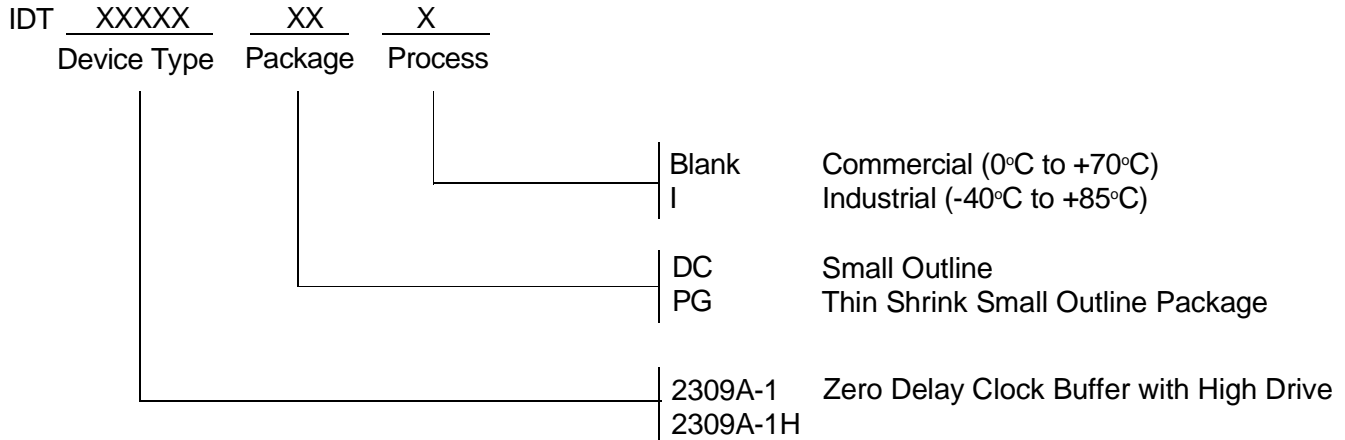 IDT XXXXX XX X
Device Type Package Process
Blank Commercial (0°C to +70°C)
I Industrial (-40°C to +85°C)
DC Small Outline
PG Thin Shrink Small Outline Package
2309A-1 Zero Delay Clock Buffer with High Drive
2309A-1H